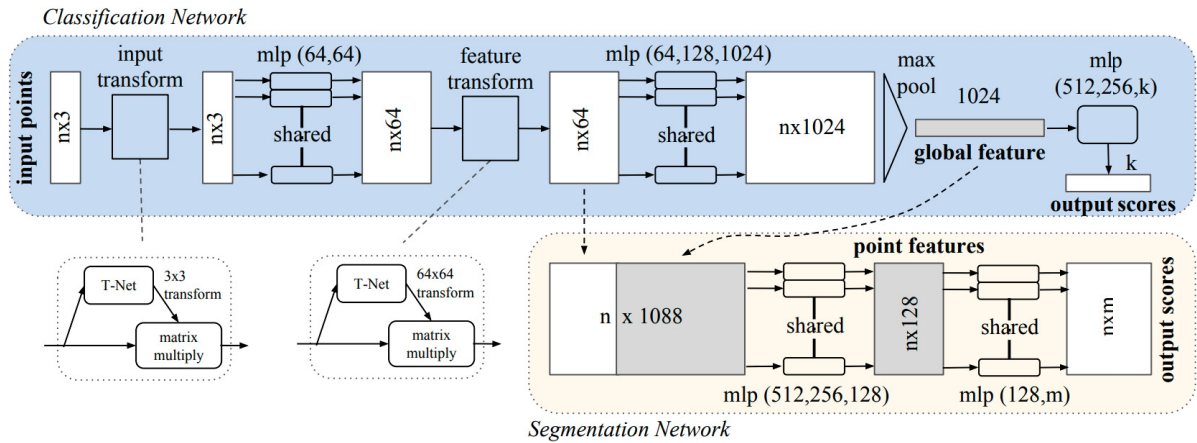 Classification Network
input points
nx3
input
transform
nx3
mlp (64,64)
shared
nx64
feature
transform
nx64
mlp (64,128,1024)
shared
nx1024
max
pool
1024
global feature
mlp
(512,256,k)
k
output scores
T-Net
3x3
transform
matrix
multiply
T-Net
64x64
transform
matrix
multiply
point features
n x 1088
shared
mlp (512,256,128)
nx128
shared
mlp (128,m)
nxm
output scores
Segmentation Network